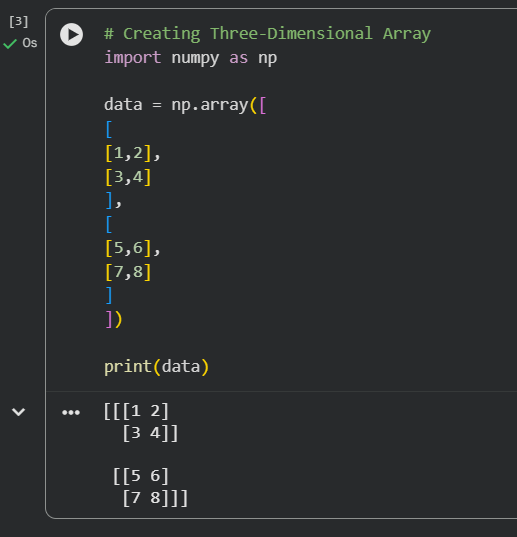 [3]
0s
# Creating Three-Dimensional Array
import numpy as np
data = np.array([
[
[1,2],
[3,4]
],
[
[5,6],
[7,8]
]
])
print(data)
[[[1 2]
[3 4]]
[[5 6]
[7 8]]]